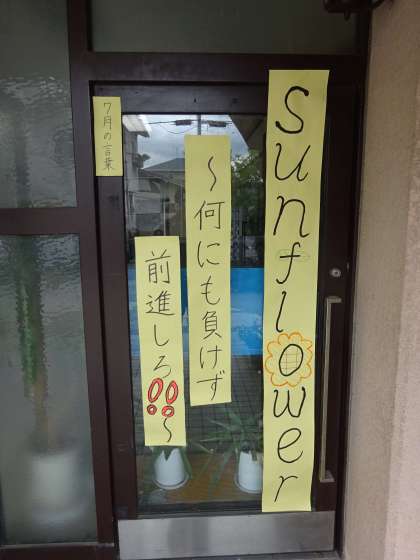 7月の言葉
sunflower
〜何にも負けず
前進しろ!!〜